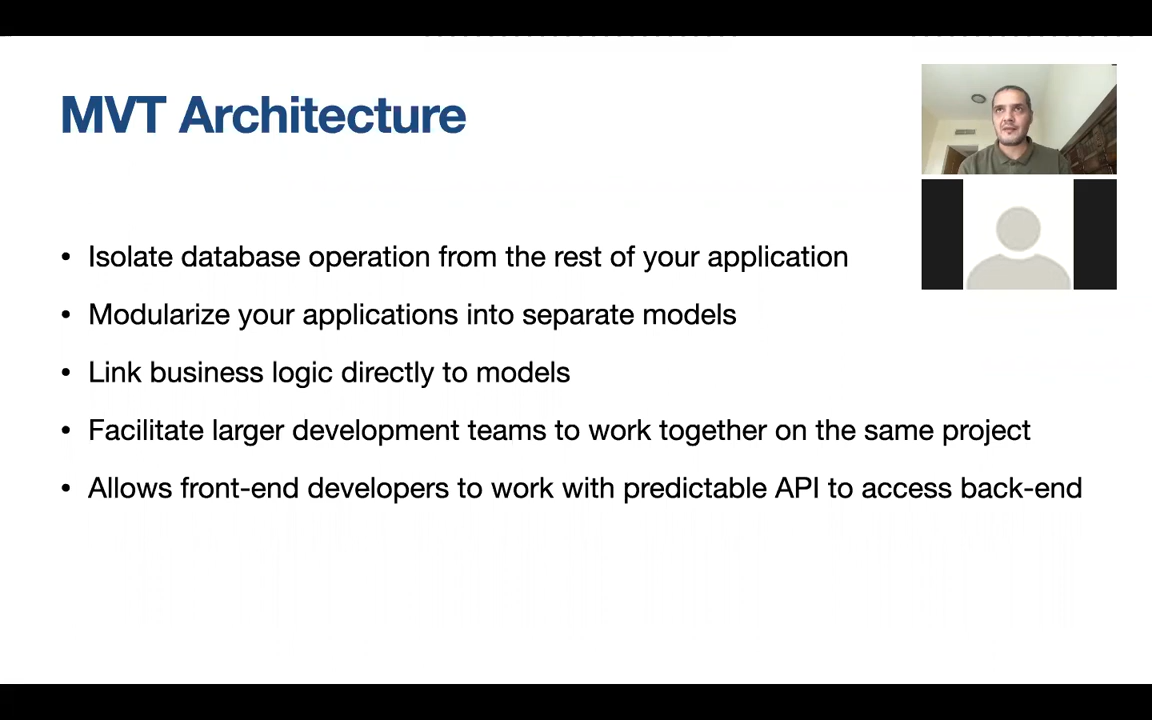 MVT Architecture
• Isolate database operation from the rest of your application
• Modularize your applications into separate models
• Link business logic directly to models
• Facilitate larger development teams to work together on the same project
• Allows front-end developers to work with predictable API to access back-end